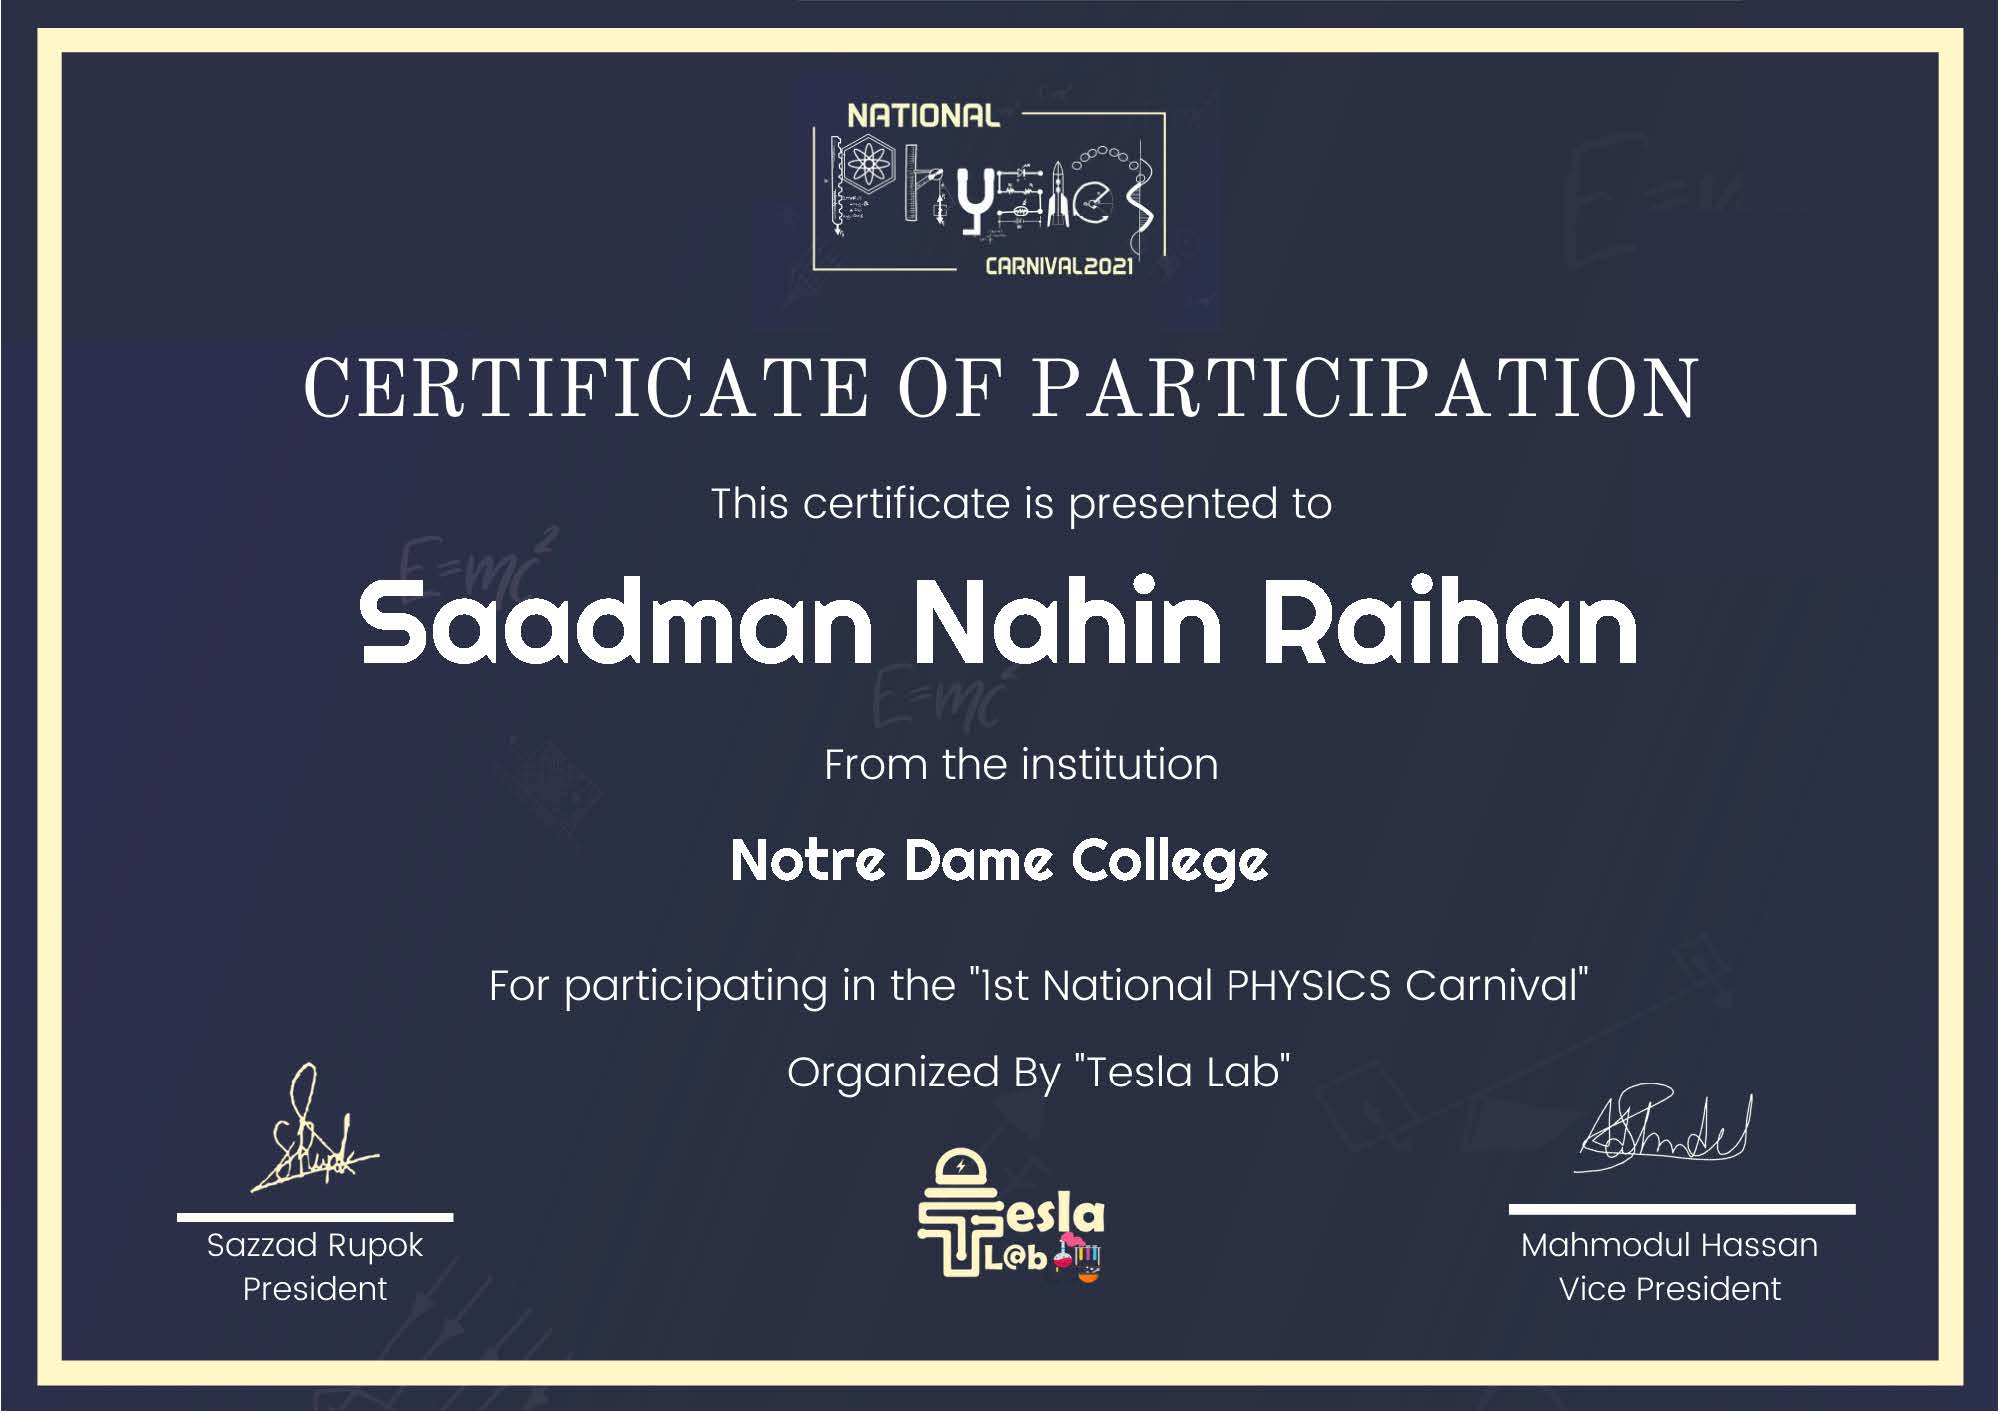 NATIONAL
Physics
CARNIVAL2021
CERTIFICATE OF PARTICIPATION
This certificate is presented to
E=mc²
Saadman Nahin Raihan
E=mc²
From the institution
Notre Dame College
For participating in the "1st National PHYSICS Carnival"
Organized By "Tesla Lab"
Tesla
L@b
Sazzad Rupok
President
Mahmodul Hassan
Vice President